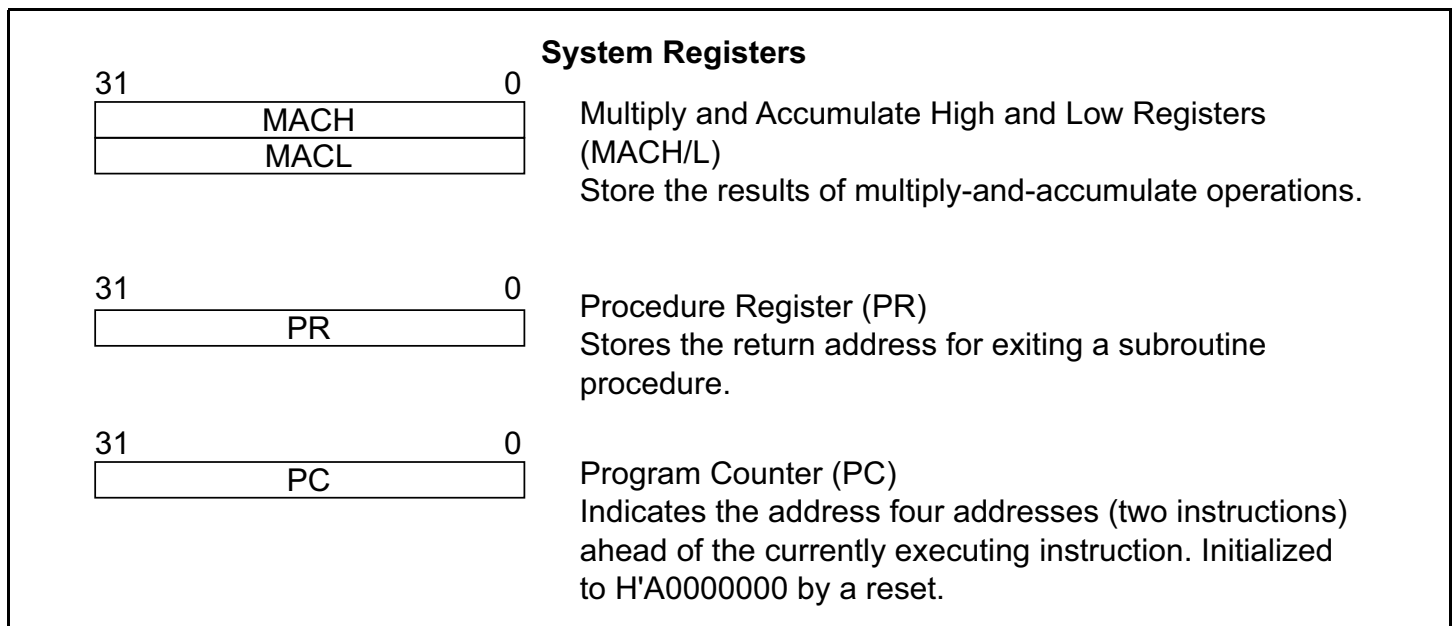 System Registers
31 0
MACH
MACL
Multiply and Accumulate High and Low Registers
(MACH/L)
Store the results of multiply-and-accumulate operations.
31 0
PR
Procedure Register (PR)
Stores the return address for exiting a subroutine
procedure.
31 0
PC
Program Counter (PC)
Indicates the address four addresses (two instructions)
ahead of the currently executing instruction. Initialized
to H'A0000000 by a reset.